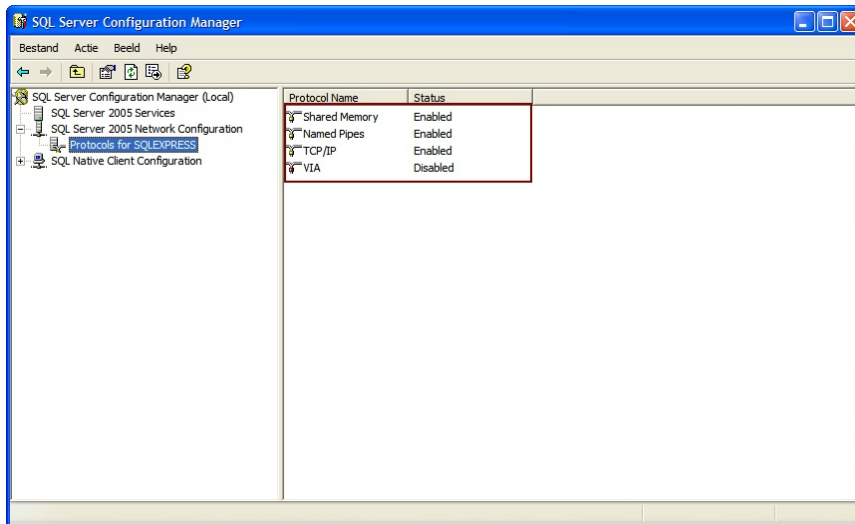 SQL Server Configuration Manager
Bestand Actie Beeld Help
SQL Server Configuration Manager (Local)
SQL Server 2005 Services
SQL Server 2005 Network Configuration
Protocols for SQLEXPRESS
SQL Native Client Configuration
Protocol Name Status
Shared Memory Enabled
Named Pipes Enabled
TCP/IP Enabled
VIA Disabled